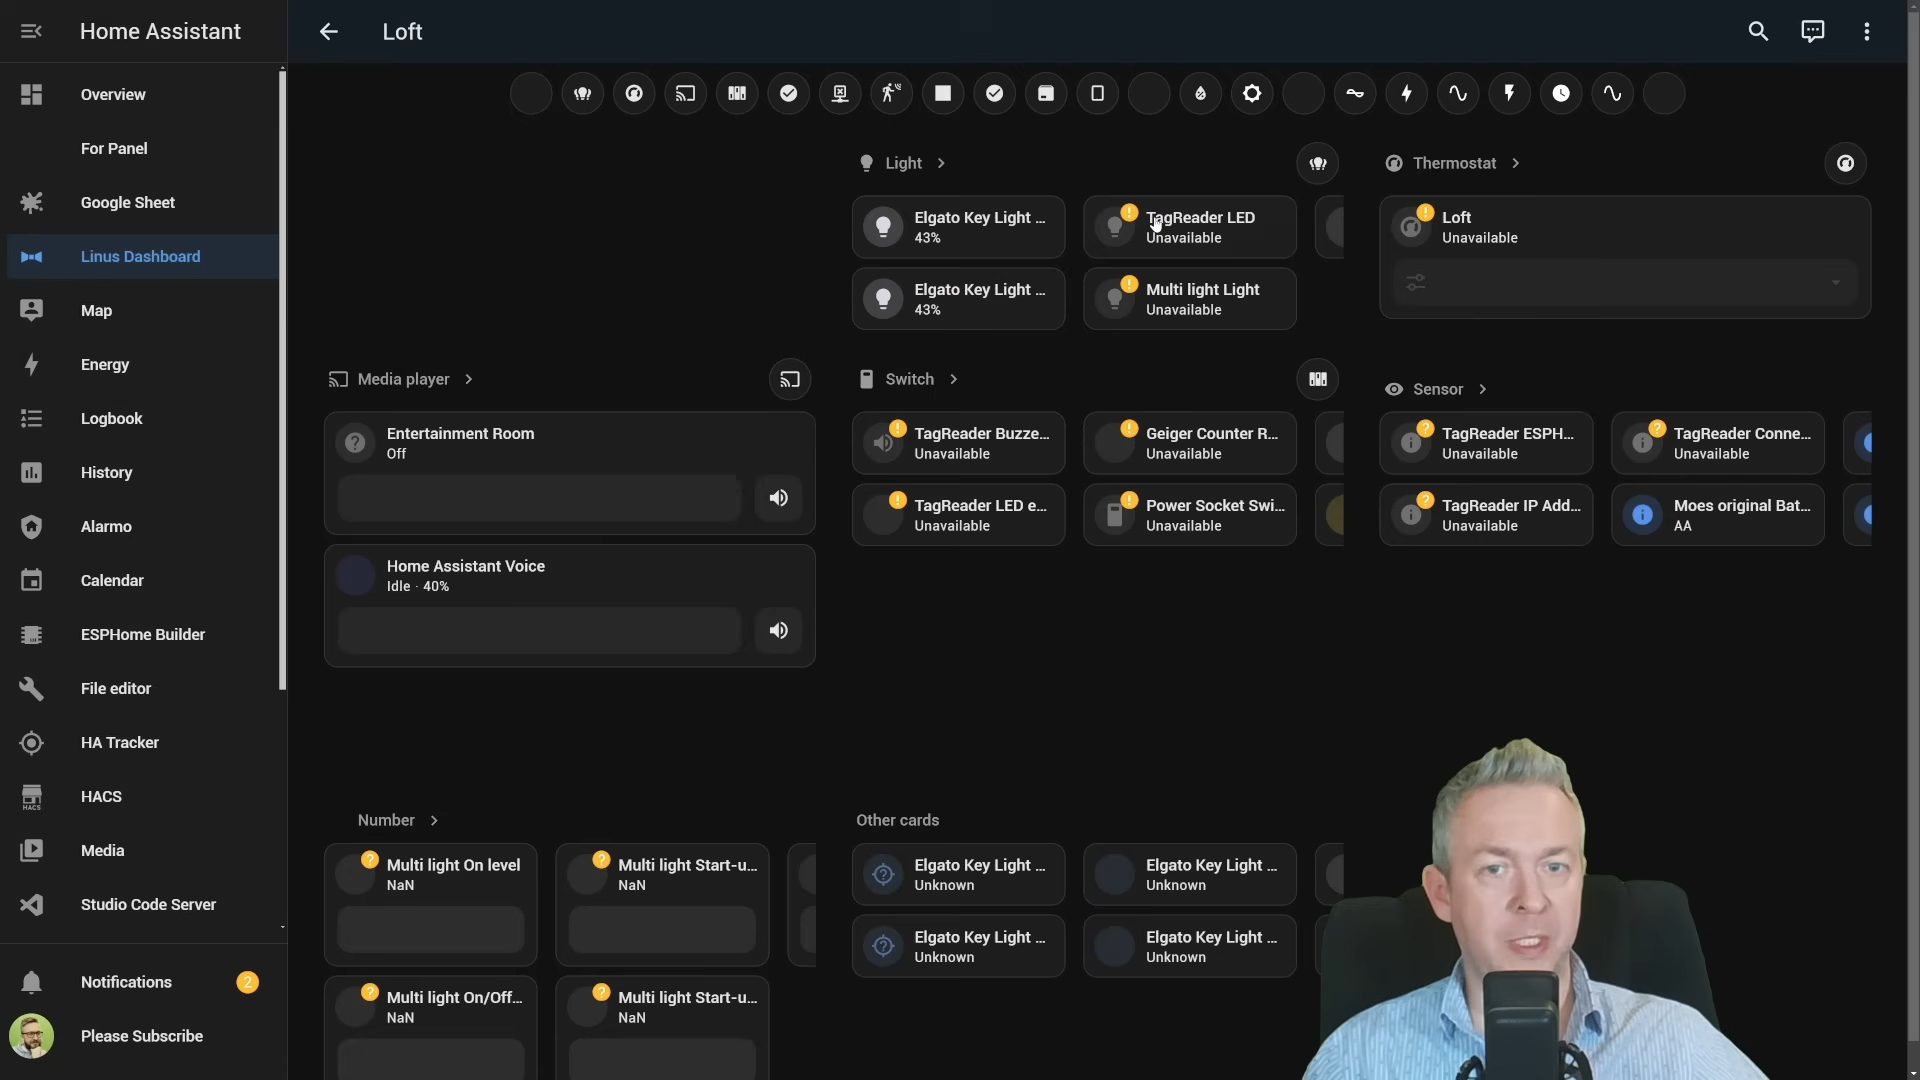 Home Assistant
Loft
Overview
For Panel
Google Sheet
Linus Dashboard
Map
Energy
Logbook
History
Alarmo
Calendar
ESPHome Builder
File editor
HA Tracker
HACS
HACS
Media
Studio Code Server
Notifications
2
Please Subscribe
Light
Elgato Key Light ...
43%
TagReader LED
Unavailable
Elgato Key Light ...
43%
Multi light Light
Unavailable
Thermostat
Loft
Unavailable
Media player
Entertainment Room
Off
Home Assistant Voice
Idle · 40%
Switch
TagReader Buzze...
Unavailable
Geiger Counter R...
Unavailable
TagReader LED e...
Unavailable
Power Socket Swi...
Unavailable
Sensor
TagReader ESPH...
Unavailable
TagReader Conne...
Unavailable
TagReader IP Add...
Unavailable
Moes original Bat...
AA
Number
Multi light On level
NaN
Multi light Start-u...
NaN
Multi light On/Off...
NaN
Multi light Start-u...
NaN
Other cards
Elgato Key Light ...
Unknown
Elgato Key Light ...
Unknown
Elgato Key Light ...
Unknown
Elgato Key Light ...
Unknown